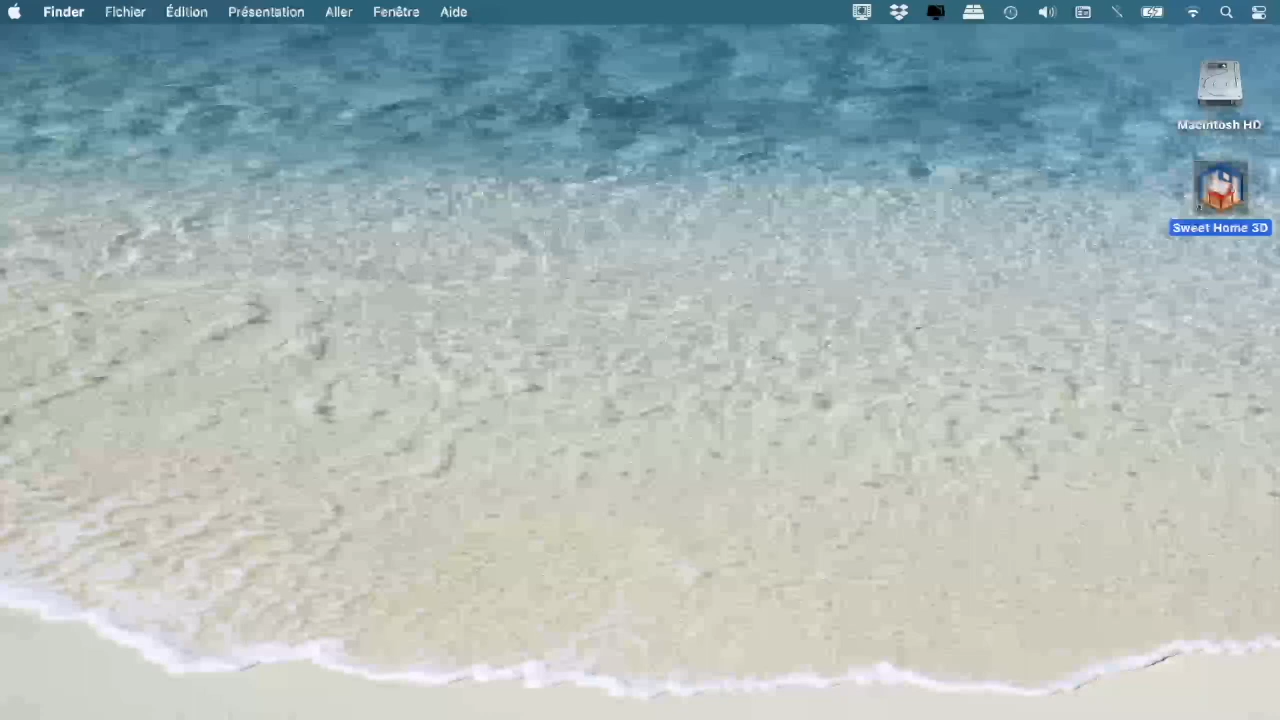 Finder Fichier Édition Présentation Aller Fenêtre Aide
Macintosh HD
Sweet Home 3D